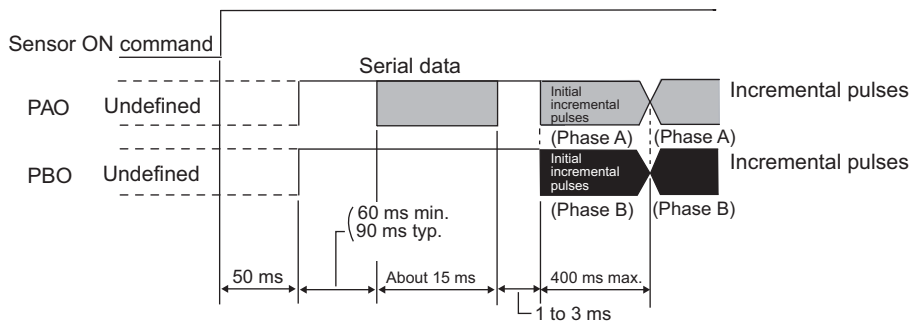 Sensor ON command
Serial data
PAO
Undefined
Initial
incremental
pulses
(Phase A)
(Phase A)
Incremental pulses
PBO
Undefined
Initial
incremental
pulses
(Phase B)
(Phase B)
Incremental pulses
60 ms min.
90 ms typ.
50 ms
About 15 ms
400 ms max.
1 to 3 ms